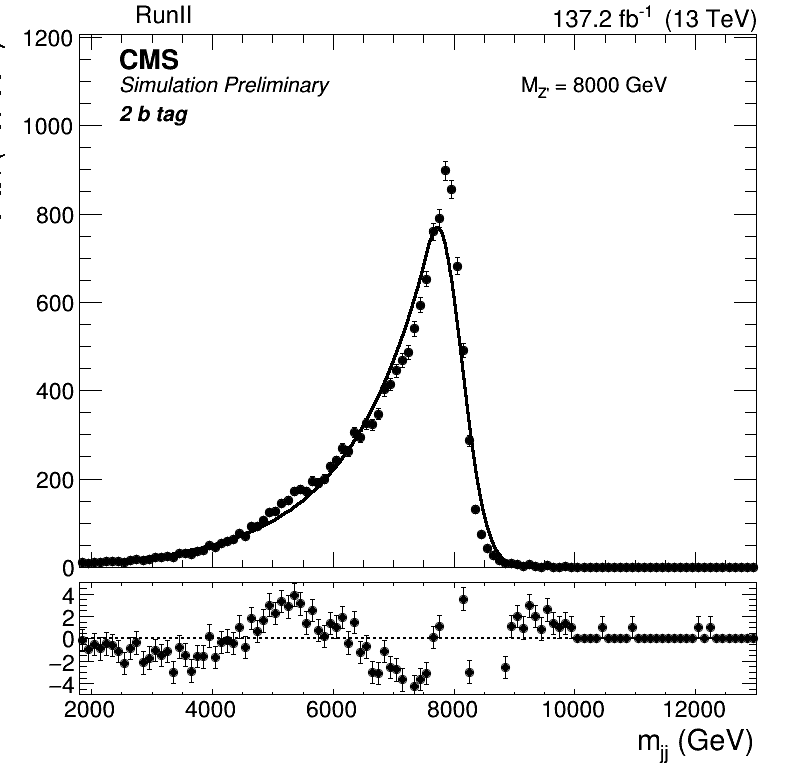 RunII 137.2 fb⁻¹ (13 TeV)
CMS
Simulation Preliminary
2 b tag
M_Z' = 8000 GeV
1200
1000
800
600
400
200
0
4
2
0
−2
−4
2000 4000 6000 8000 10000 12000
m_jj (GeV)